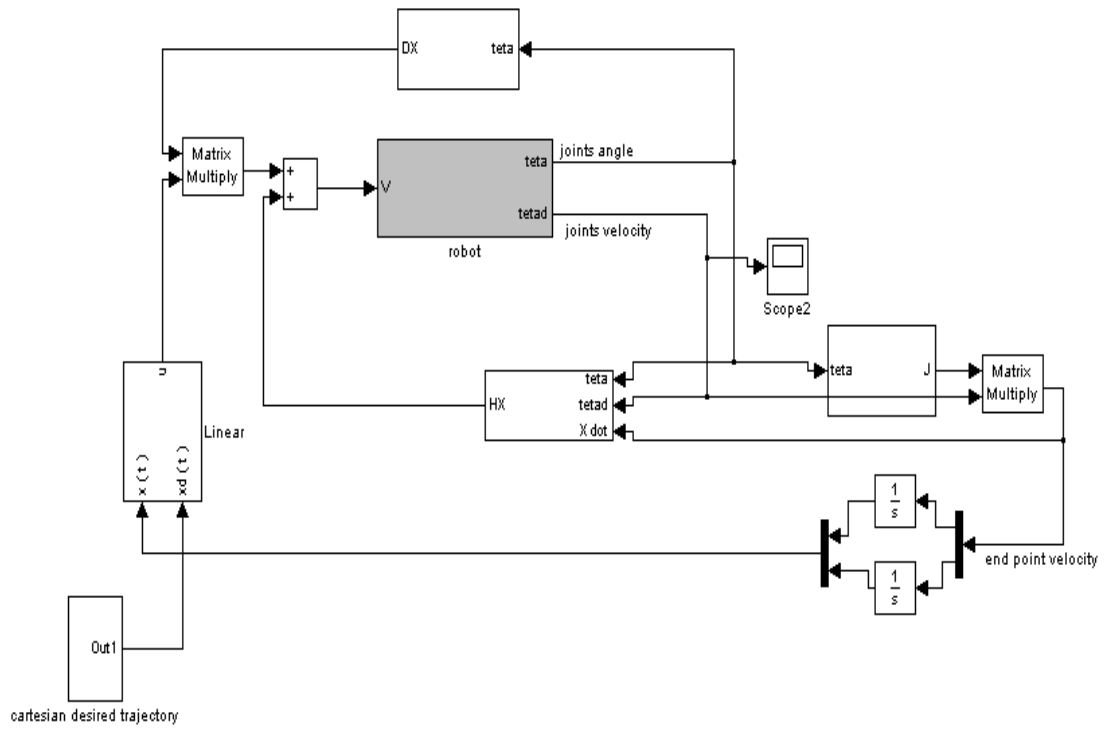 DX
teta
Matrix
Multiply
+
+
V
teta
tetad
joints angle
joints velocity
robot
Scope2
u
Linear
x(t)
xd(t)
HX
teta
tetad
X dot
teta
J
Matrix
Multiply
1
s
1
s
end point velocity
Out1
cartesian desired trajectory